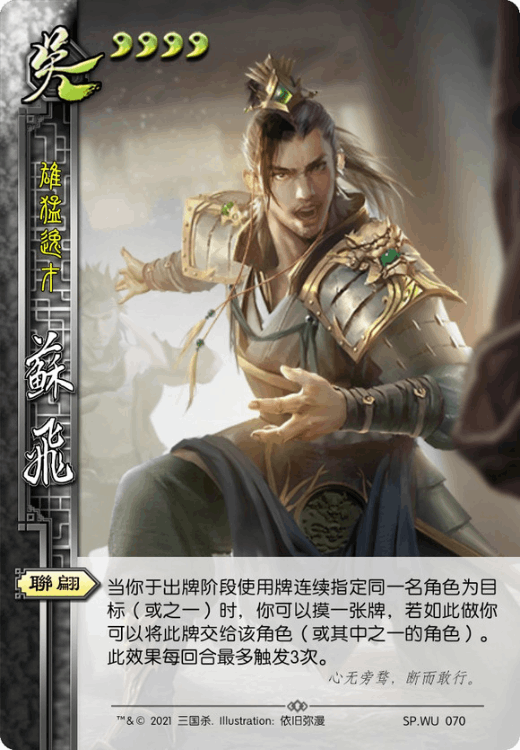 吴
雄猛逸才
蘇飛
聯翩
当你于出牌阶段使用牌连续指定同一名角色为目
标（或之一）时，你可以摸一张牌，若如此做你
可以将此牌交给该角色（或其中之一的角色）。
此效果每回合最多触发3次。
心无旁骛，断而敢行。
™&© 2021 三国杀. Illustration: 依旧弥漫
SP.WU 070